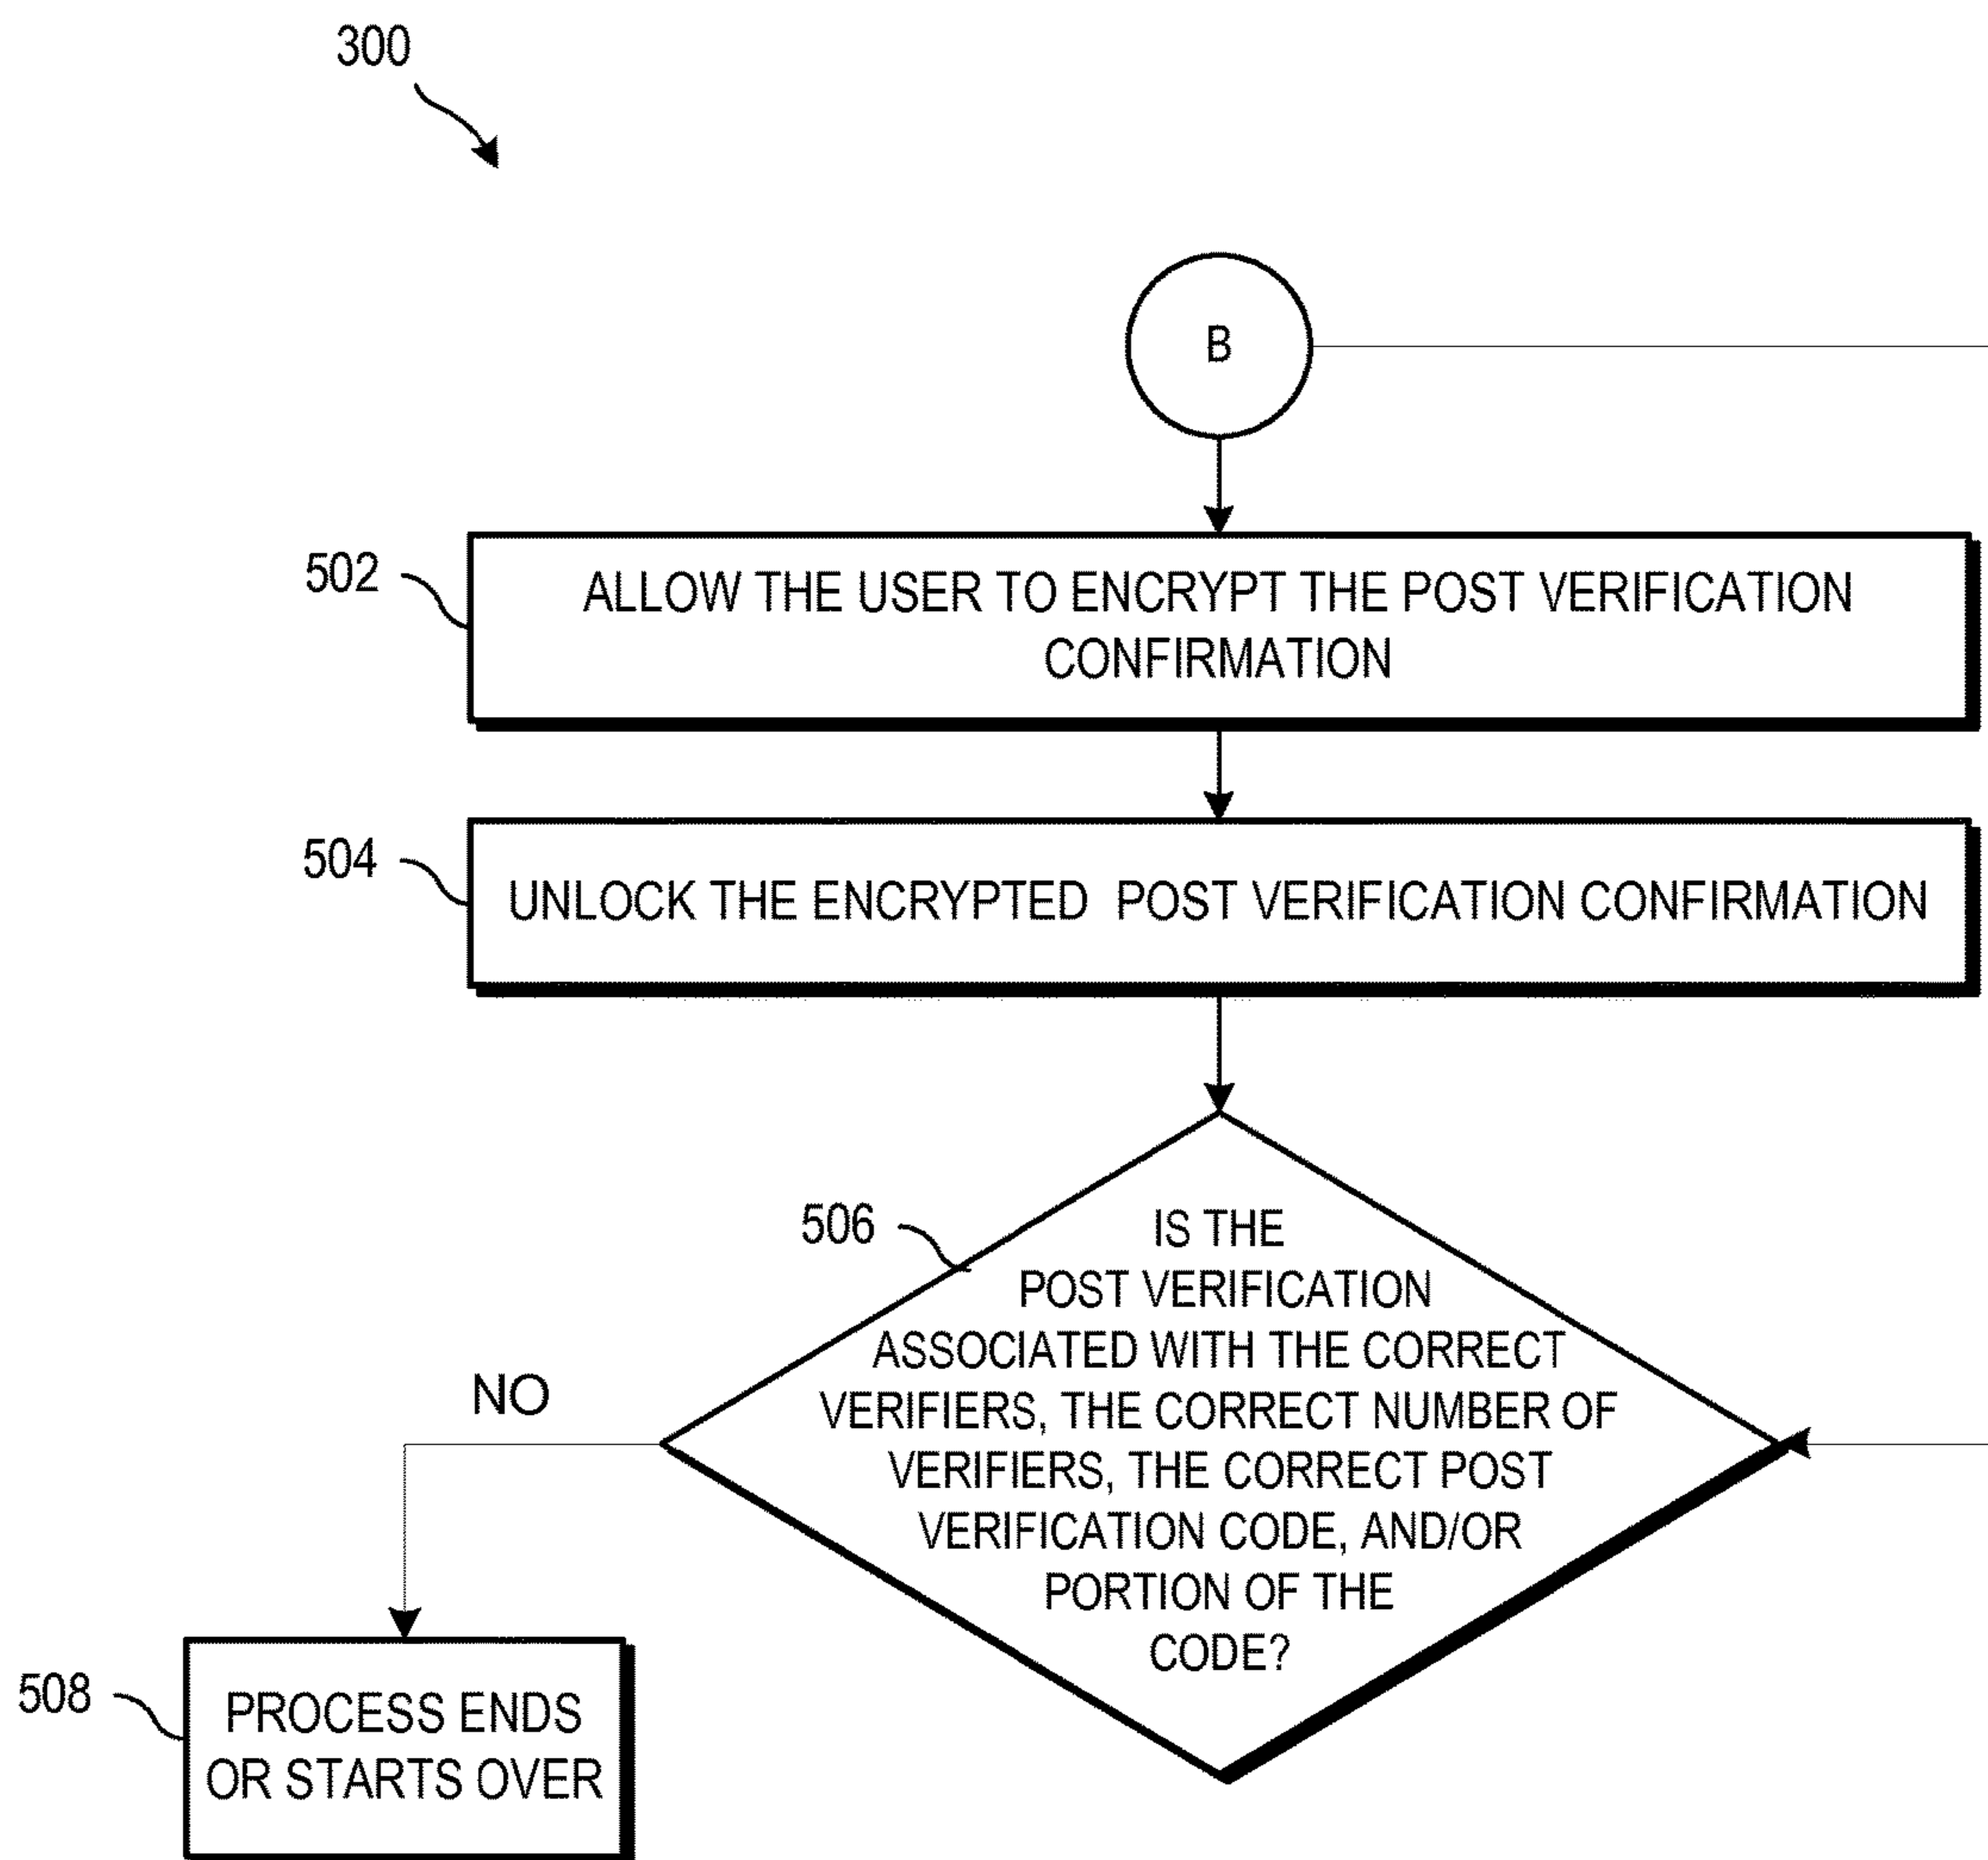 300
B
502
ALLOW THE USER TO ENCRYPT THE POST VERIFICATION
CONFIRMATION
504
UNLOCK THE ENCRYPTED POST VERIFICATION CONFIRMATION
506
IS THE
POST VERIFICATION
ASSOCIATED WITH THE CORRECT
VERIFIERS, THE CORRECT NUMBER OF
VERIFIERS, THE CORRECT POST
VERIFICATION CODE, AND/OR
PORTION OF THE
CODE?
NO
508
PROCESS ENDS
OR STARTS OVER